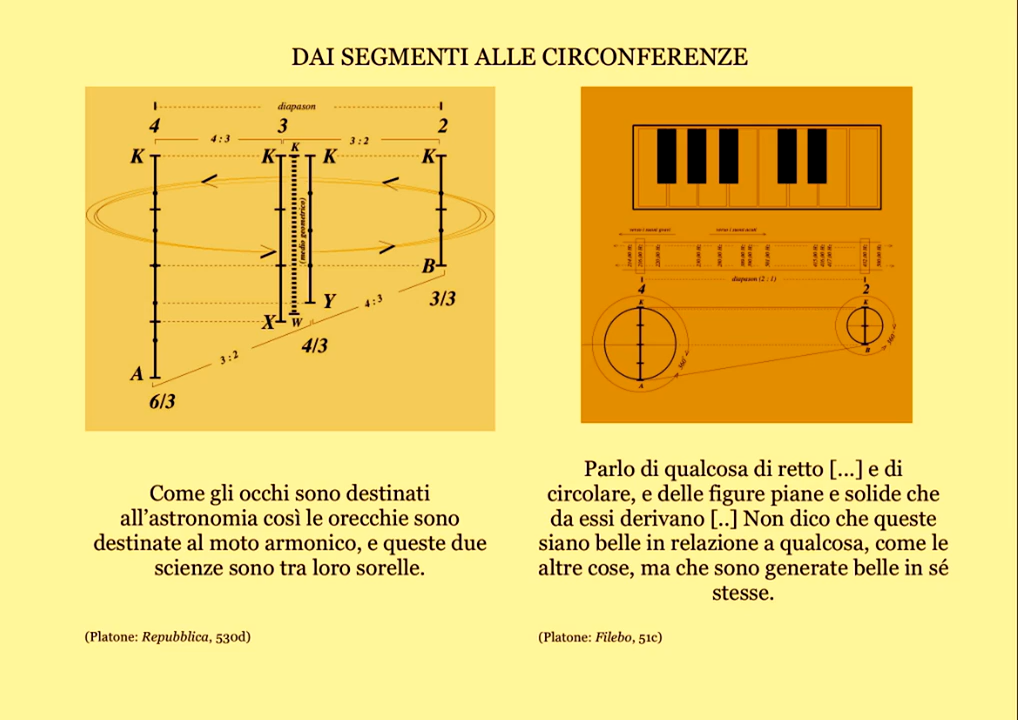 DAI SEGMENTI ALLE CIRCONFERENZE
diapason
4 3 2
4 : 3 3 : 2
K K K K K
(medio geometrico)
B
3/3
Y 4 : 3
X W
4/3
3 : 2
A
6/3
diapason (2 : 1)
4 2
K K
360°
B
360°
A
Come gli occhi sono destinati
all’astronomia così le orecchie sono
destinate al moto armonico, e queste due
scienze sono tra loro sorelle.
(Platone: Repubblica, 530d)
Parlo di qualcosa di retto [...] e di
circolare, e delle figure piane e solide che
da essi derivano [..] Non dico che queste
siano belle in relazione a qualcosa, come le
altre cose, ma che sono generate belle in sé
stesse.
(Platone: Filebo, 51c)